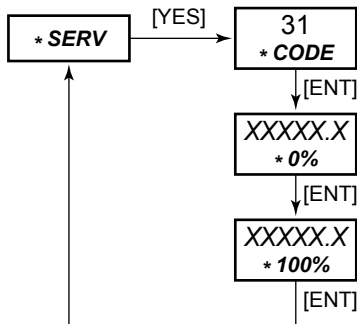 [YES]
* SERV
31
* CODE
[ENT]
XXXXX.X
* 0%
[ENT]
XXXXX.X
* 100%
[ENT]